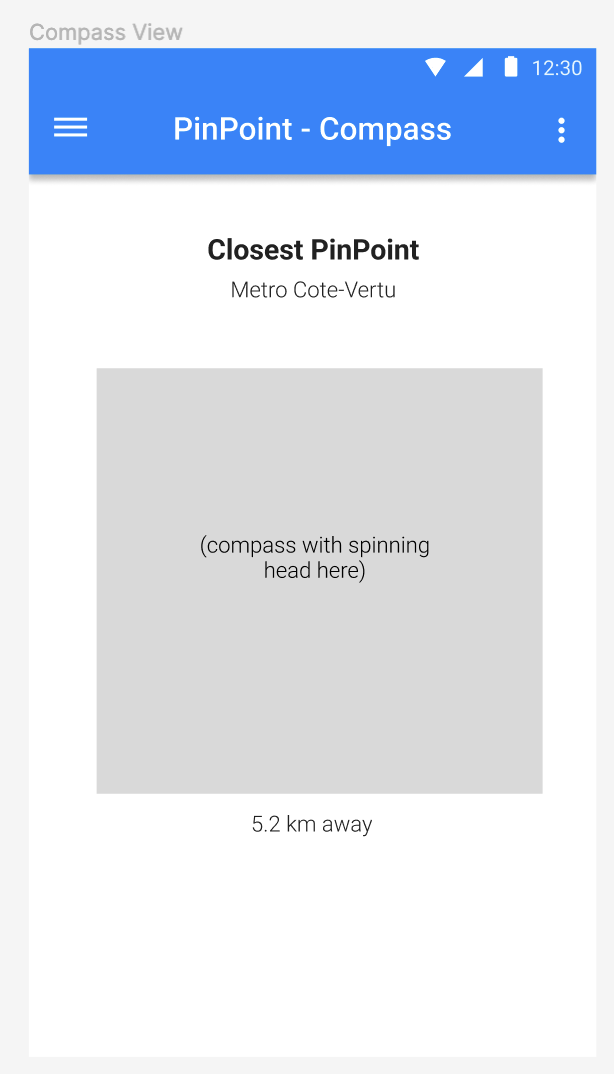 Compass View
12:30
PinPoint - Compass
Closest PinPoint
Metro Cote-Vertu
(compass with spinning
head here)
5.2 km away